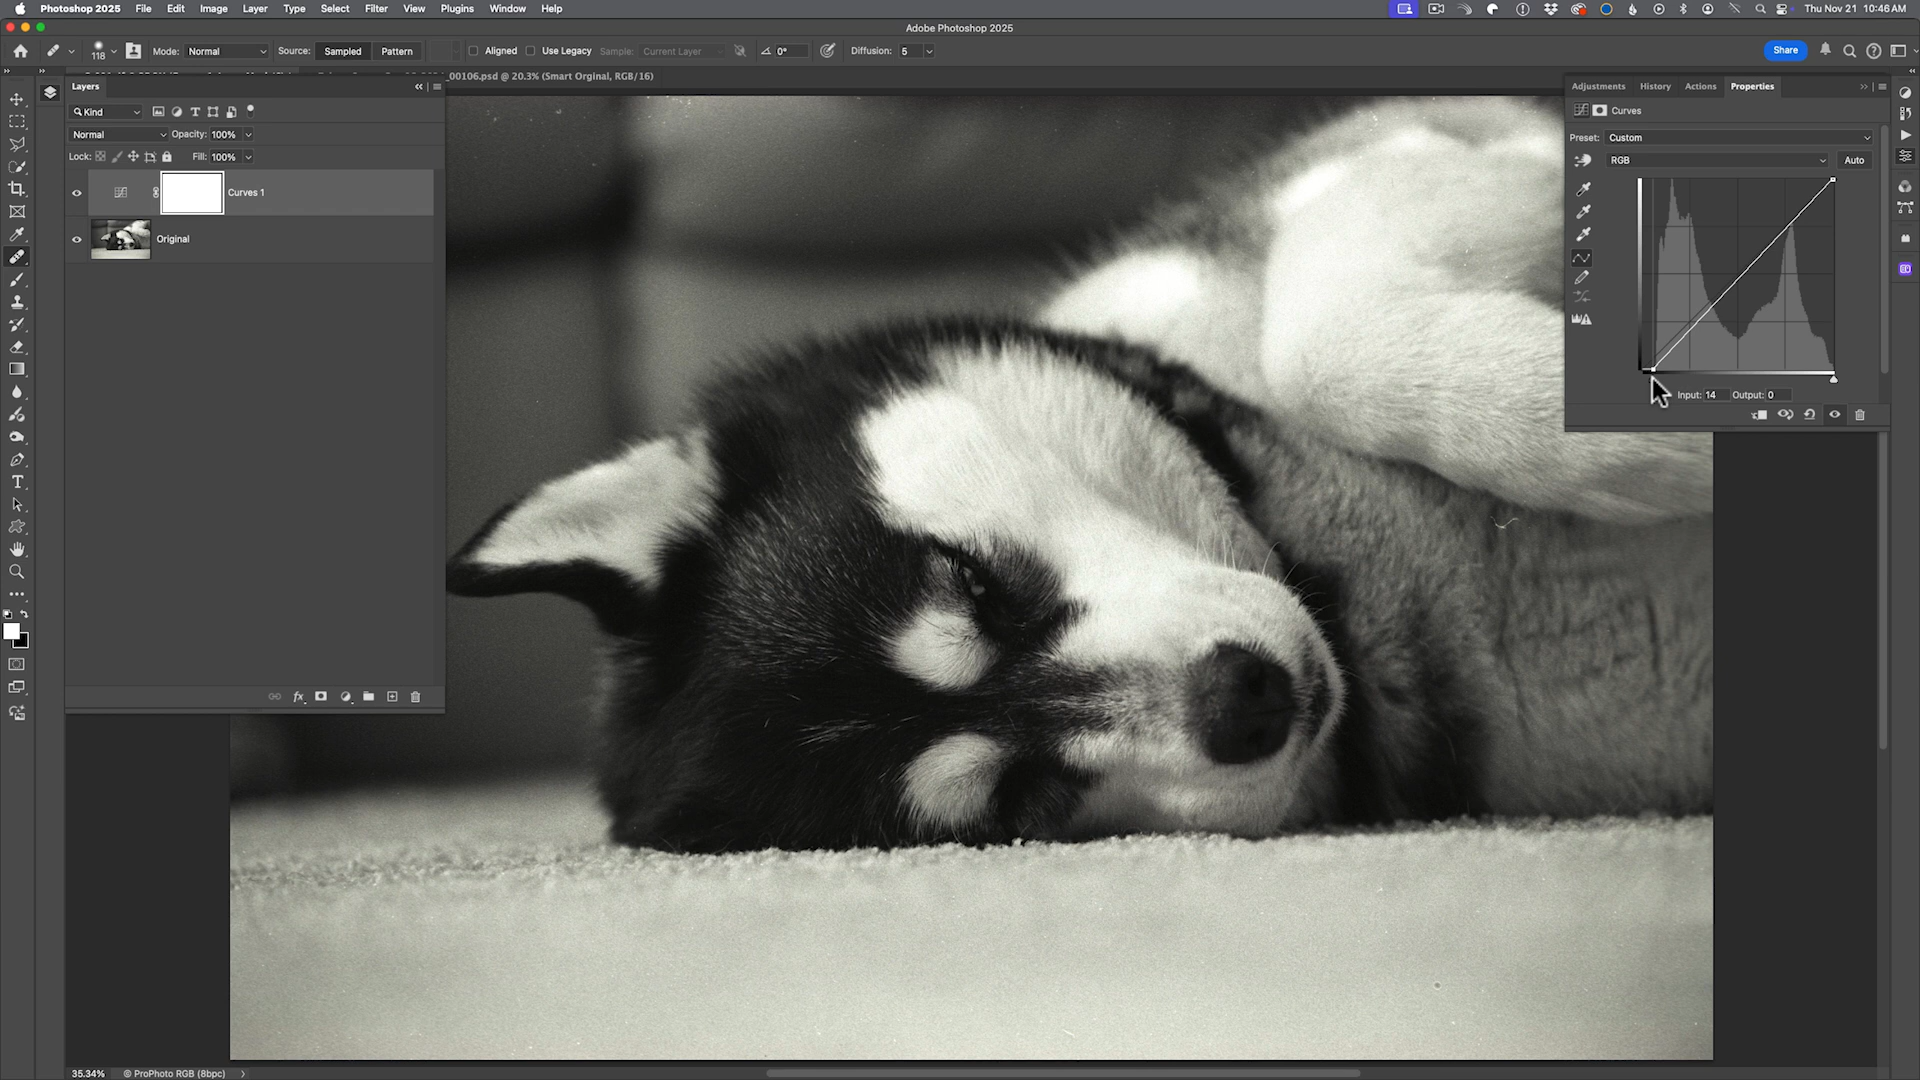 Photoshop 2025 File Edit Image Layer Type Select Filter View Plugins Window Help Thu Nov 21 10:46 AM
Adobe Photoshop 2025
118 Mode: Normal Source: Sampled Pattern Aligned Use Legacy Sample: Current Layer 0° Diffusion: 5 Share
_00106.psd @ 20.3% (Smart Orginal, RGB/16)
Layers
Kind
Normal Opacity: 100%
Lock: Fill: 100%
Curves 1
Original
fx
Adjustments History Actions Properties
Curves
Preset: Custom
RGB Auto
Input: 14 Output: 0
35.34% © ProPhoto RGB (8bpc)